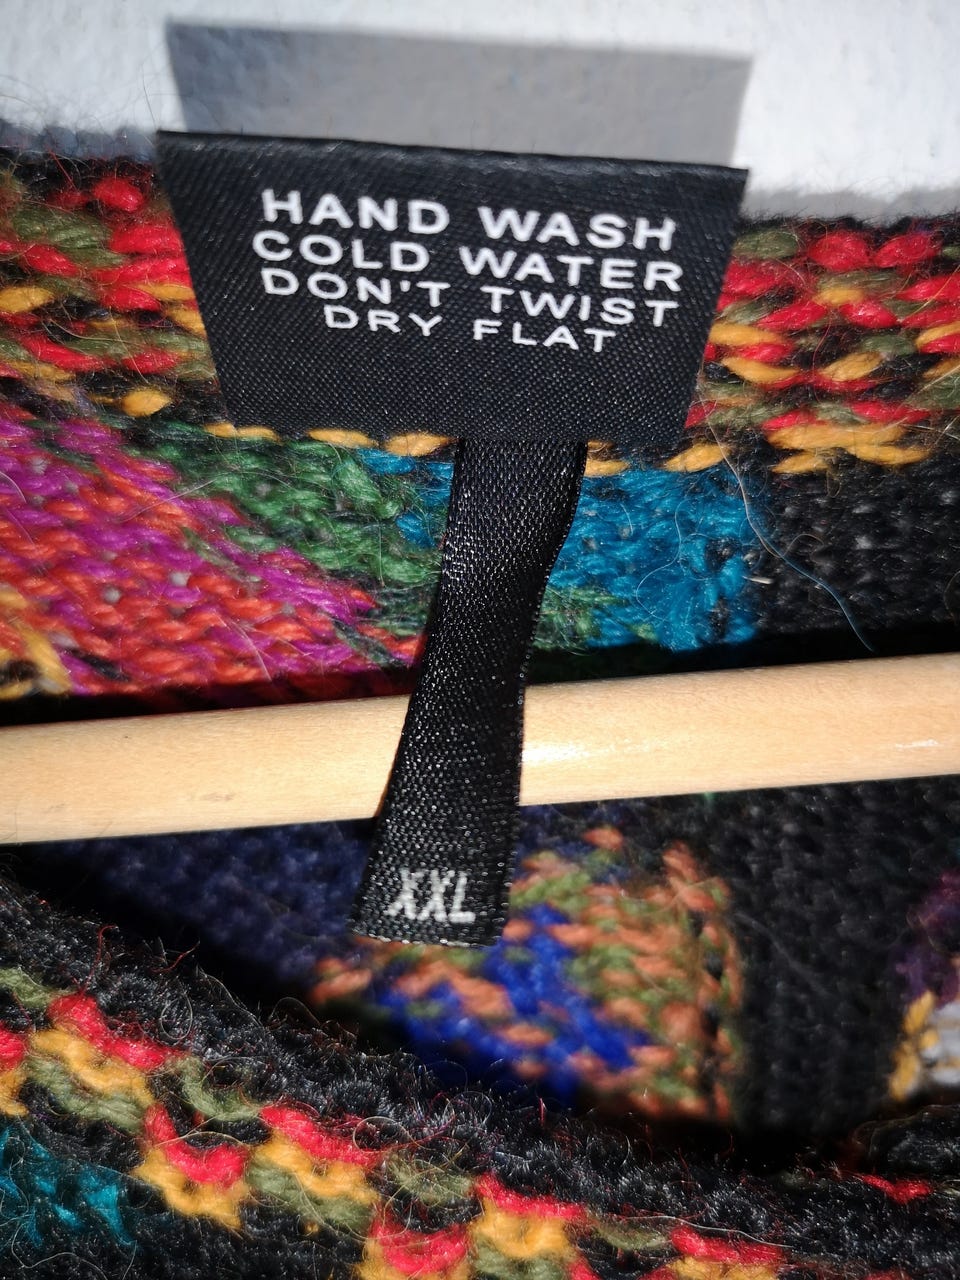 HAND WASH
COLD WATER
DON'T TWIST
DRY FLAT
XXL